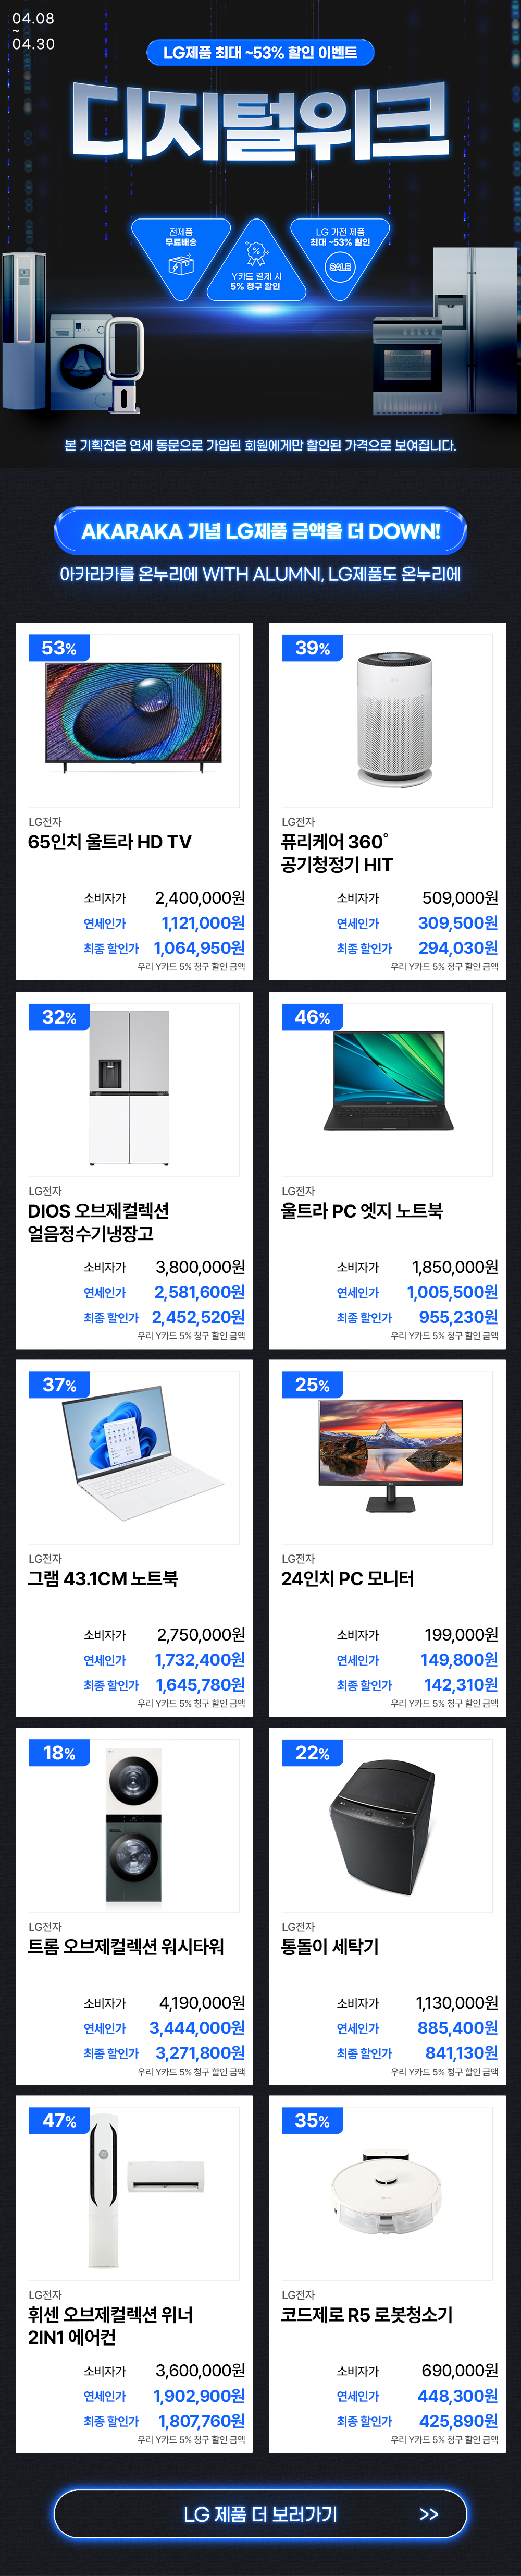 04.08
~
04.30
LG제품 최대 ~53% 할인 이벤트
디지털위크
전제품
무료배송
Y카드 결제 시
5% 청구 할인
LG 가전 제품
최대 ~53% 할인
SALE
본 기획전은 연세 동문으로 가입된 회원에게만 할인된 가격으로 보여집니다.
AKARAKA 기념 LG제품 금액을 더 DOWN!
아카라카를 온누리에 WITH ALUMNI, LG제품도 온누리에
53%
LG전자
65인치 울트라 HD TV
소비자가 2,400,000원
연세인가 1,121,000원
최종 할인가 1,064,950원
우리 Y카드 5% 청구 할인 금액
39%
LG전자
퓨리케어 360˚
공기청정기 HIT
소비자가 509,000원
연세인가 309,500원
최종 할인가 294,030원
우리 Y카드 5% 청구 할인 금액
32%
LG전자
DIOS 오브제컬렉션
얼음정수기냉장고
소비자가 3,800,000원
연세인가 2,581,600원
최종 할인가 2,452,520원
우리 Y카드 5% 청구 할인 금액
46%
LG전자
울트라 PC 엣지 노트북
소비자가 1,850,000원
연세인가 1,005,500원
최종 할인가 955,230원
우리 Y카드 5% 청구 할인 금액
37%
LG전자
그램 43.1CM 노트북
소비자가 2,750,000원
연세인가 1,732,400원
최종 할인가 1,645,780원
우리 Y카드 5% 청구 할인 금액
25%
LG전자
24인치 PC 모니터
소비자가 199,000원
연세인가 149,800원
최종 할인가 142,310원
우리 Y카드 5% 청구 할인 금액
18%
LG전자
트롬 오브제컬렉션 워시타워
소비자가 4,190,000원
연세인가 3,444,000원
최종 할인가 3,271,800원
우리 Y카드 5% 청구 할인 금액
22%
LG전자
통돌이 세탁기
소비자가 1,130,000원
연세인가 885,400원
최종 할인가 841,130원
우리 Y카드 5% 청구 할인 금액
47%
LG전자
휘센 오브제컬렉션 위너
2IN1 에어컨
소비자가 3,600,000원
연세인가 1,902,900원
최종 할인가 1,807,760원
우리 Y카드 5% 청구 할인 금액
35%
LG전자
코드제로 R5 로봇청소기
소비자가 690,000원
연세인가 448,300원
최종 할인가 425,890원
우리 Y카드 5% 청구 할인 금액
LG 제품 더 보러가기 >>